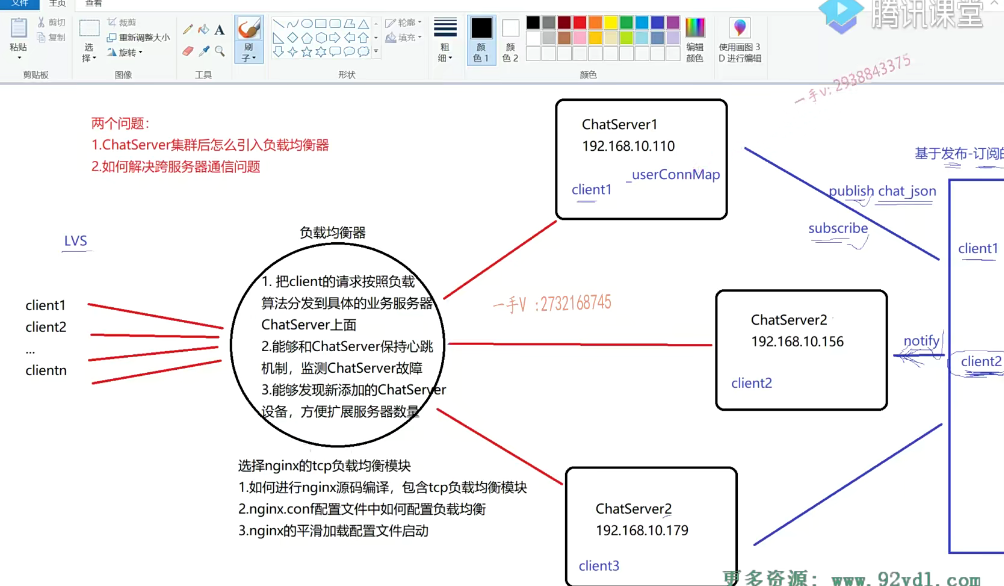 文件
主页
查看
粘贴
剪切
复制
剪贴板
选择
裁剪
重新调整大小
旋转
图像
A
工具
刷子
轮廓
填充
形状
粗细
颜色 1
颜色 2
编辑颜色
颜色
使用画图 3D 进行编辑
腾讯课堂
一手v: 2938843375
两个问题:
1.ChatServer集群后怎么引入负载均衡器
2.如何解决跨服务器通信问题
LVS
client1
client2
...
clientn
负载均衡器
1. 把client的请求按照负载
算法分发到具体的业务服务器
ChatServer上面
2.能够和ChatServer保持心跳
机制，监测ChatServer故障
3.能够发现新添加的ChatServer
设备，方便扩展服务器数量
选择nginx的tcp负载均衡模块
1.如何进行nginx源码编译，包含tcp负载均衡模块
2.nginx.conf配置文件中如何配置负载均衡
3.nginx的平滑加载配置文件启动
一手V :2732168745
ChatServer1
192.168.10.110
_userConnMap
client1
ChatServer2
192.168.10.156
client2
ChatServer2
192.168.10.179
client3
基于发布-订阅的
publish chat_json
subscribe
notify
client1
client2
更多资源: www.92yd1.com